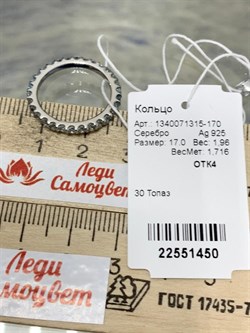 Кольцо
Арт.: 1340071315-170
Серебро Ag 925
Размер: 17.0 Вес: 1,96
ВесМет: 1,716
ОТК4
30 Топаз
22551450
Леди
Самоцвет
Леди
моцвет
ГОСТ 17435-7